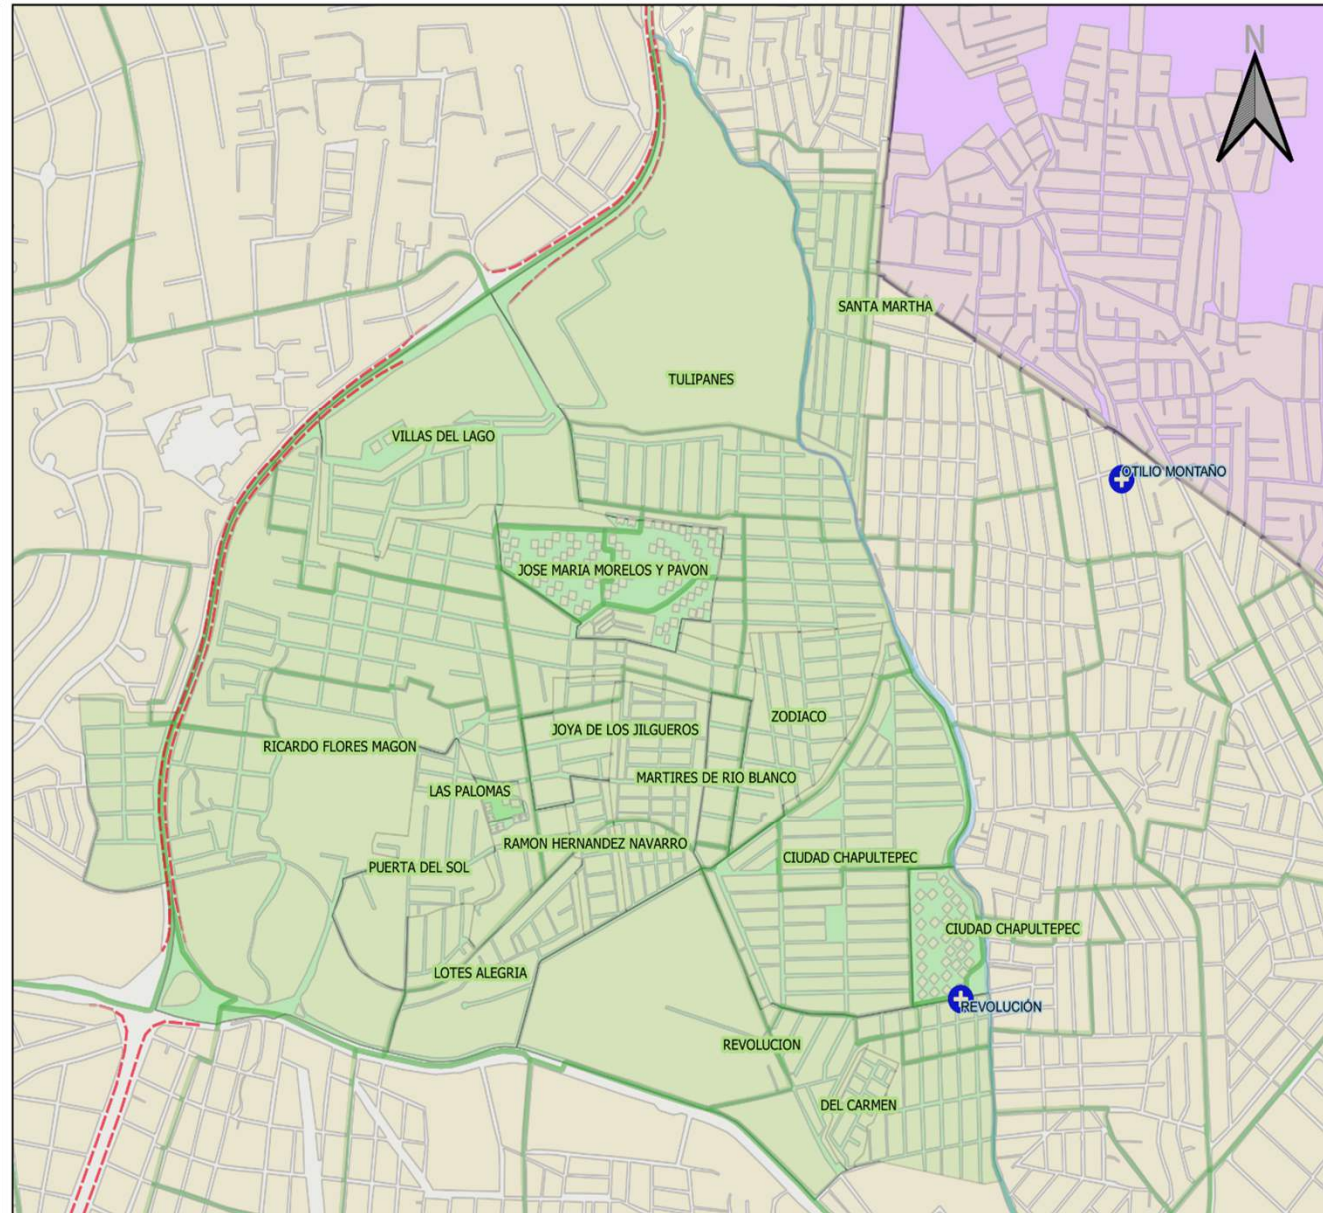 N
SANTA MARTHA
TULIPANES
VILLAS DEL LAGO
OTILIO MONTAÑO
JOSE MARIA MORELOS Y PAVON
ZODIACO
JOYA DE LOS JILGUEROS
RICARDO FLORES MAGON
MARTIRES DE RIO BLANCO
LAS PALOMAS
RAMON HERNANDEZ NAVARRO
CIUDAD CHAPULTEPEC
PUERTA DEL SOL
CIUDAD CHAPULTEPEC
LOTES ALEGRIA
REVOLUCIÓN
REVOLUCION
DEL CARMEN